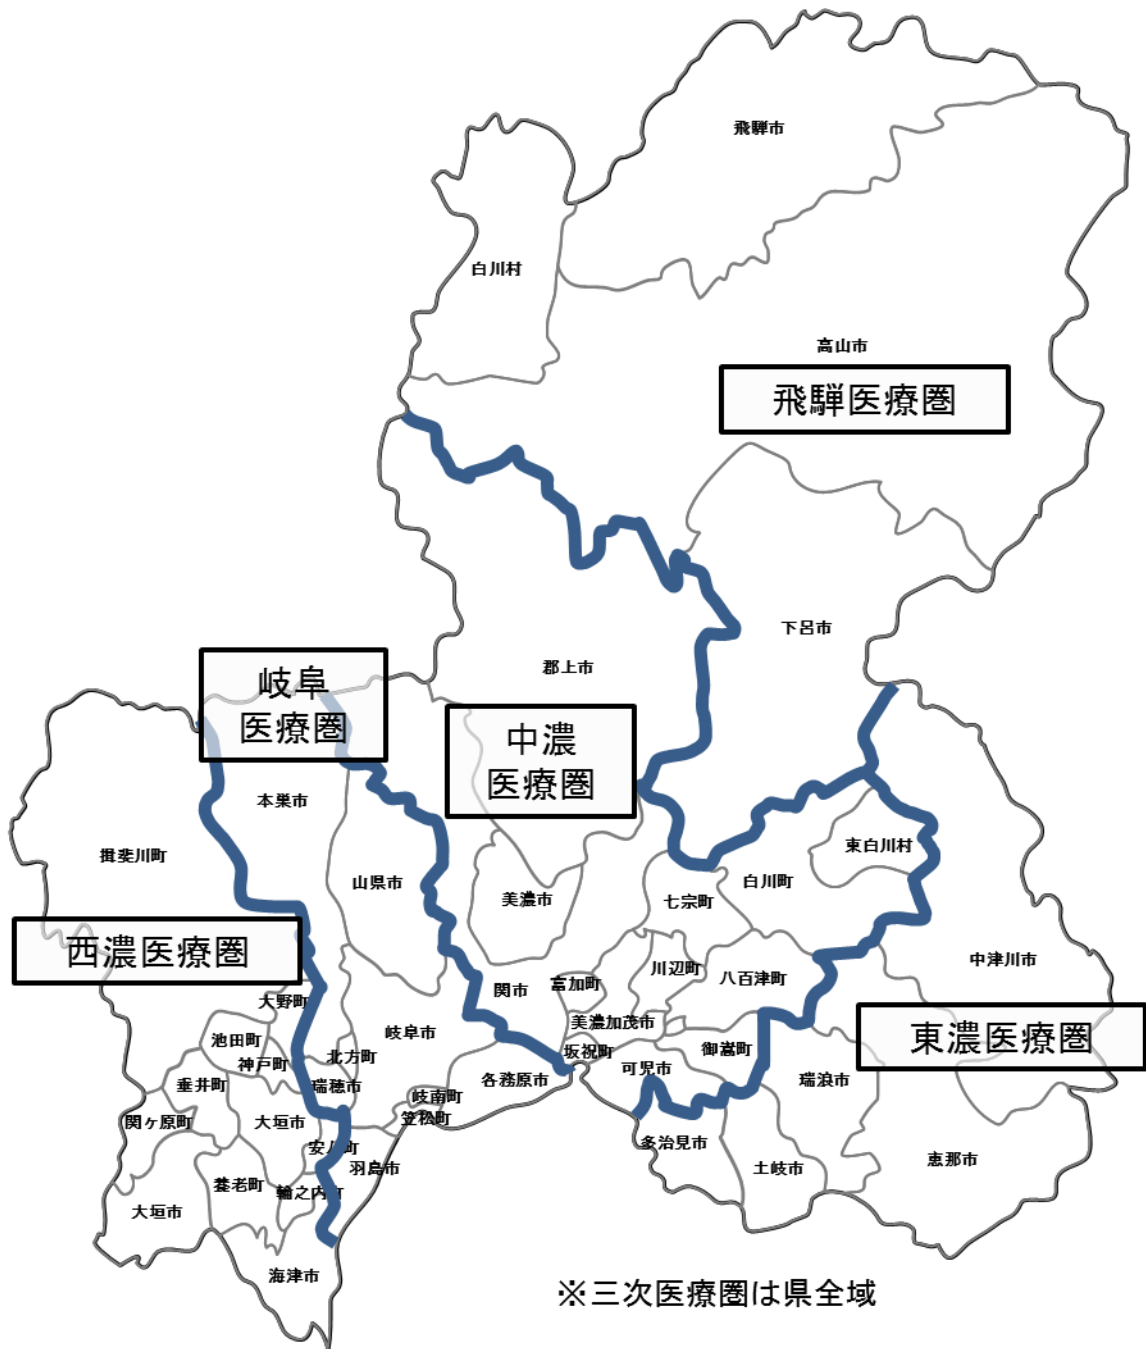 飛騨市
白川村
高山市
飛騨医療圏
下呂市
郡上市
岐阜
医療圏
中濃
医療圏
本巣市
揖斐川町
山県市
美濃市
東白川村
白川町
七宗町
西濃医療圏
中津川市
川辺町
八百津町
富加町
関市
大野町
美濃加茂市
岐阜市
池田町
御嵩町
東濃医療圏
北方町
坂祝町
神戸町
可児市
各務原市
瑞浪市
垂井町
瑞穂市
岐南町
笠松町
関ヶ原町
大垣市
安八町
多治見市
羽島市
土岐市
恵那市
養老町
輪之内町
大垣市
海津市
※三次医療圏は県全域